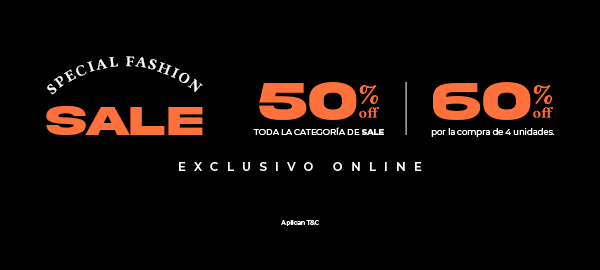 SPECIAL FASHION
SALE
50% off
TODA LA CATEGORÍA DE SALE
60% off
por la compra de 4 unidades.
EXCLUSIVO ONLINE
Aplican T&C